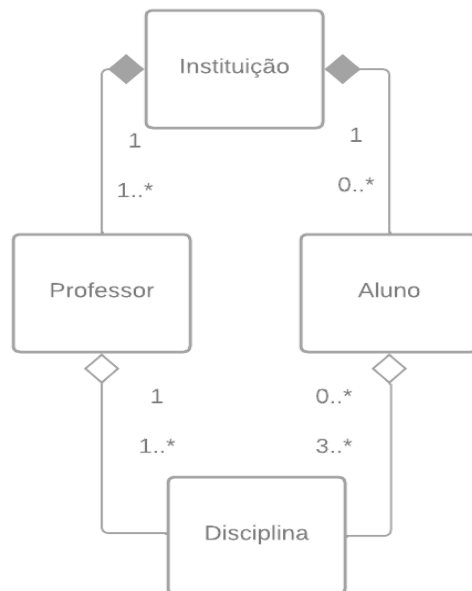 Instituição
1
1
1..*
0..*
Professor
Aluno
1
0..*
1..*
3..*
Disciplina